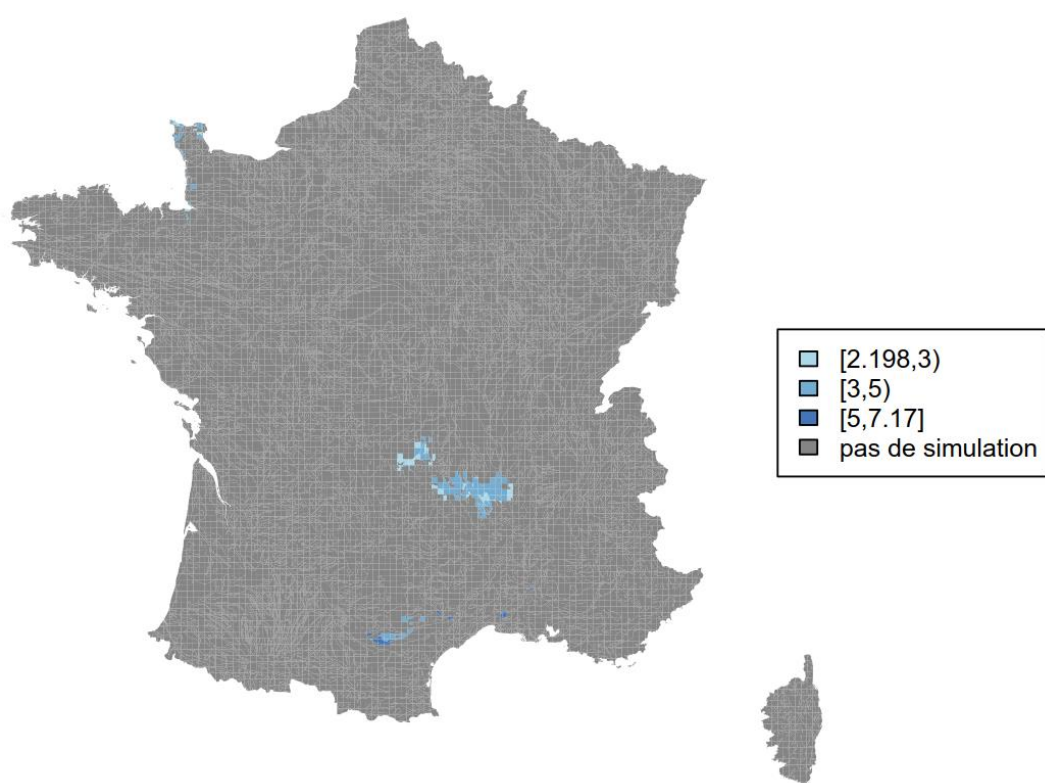 [2.198,3)
[3,5)
[5,7.17]
pas de simulation